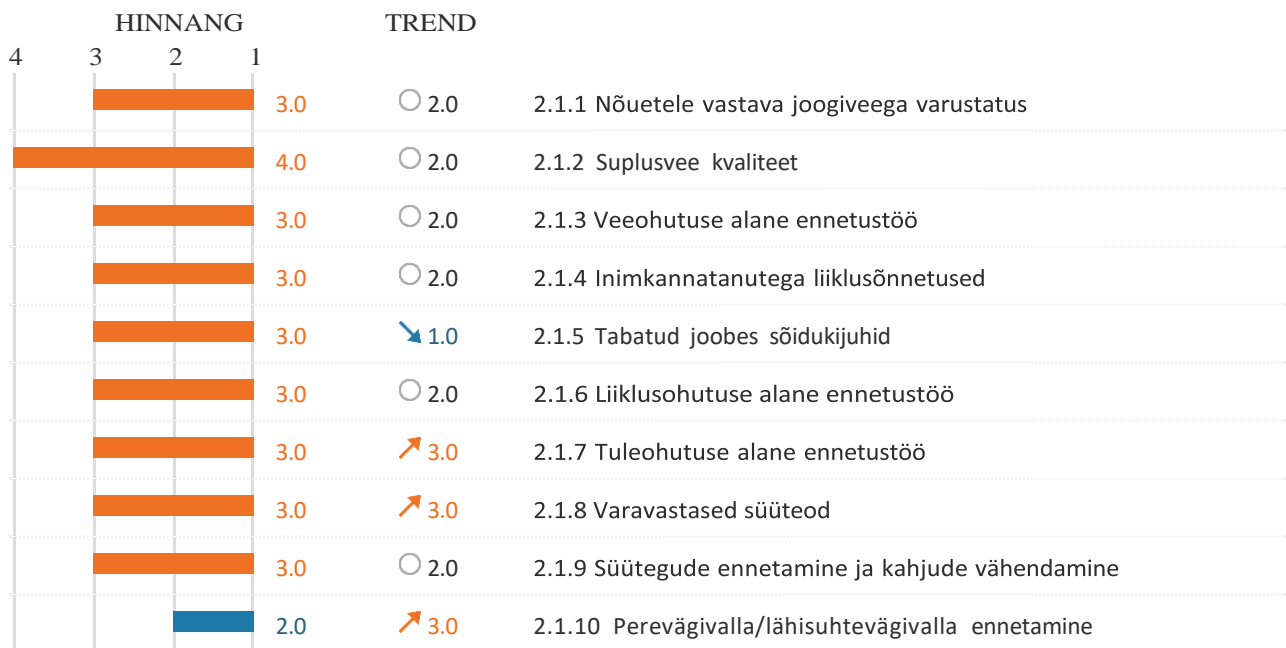 HINNANG TREND
4 3 2 1
3.0 2.0 2.1.1 Nõuetele vastava joogiveega varustatus
4.0 2.0 2.1.2 Suplusvee kvaliteet
3.0 2.0 2.1.3 Veeohutuse alane ennetustöö
3.0 2.0 2.1.4 Inimkannatanutega liiklusõnnetused
3.0 1.0 2.1.5 Tabatud joobes sõidukijuhid
3.0 2.0 2.1.6 Liiklusohutuse alane ennetustöö
3.0 3.0 2.1.7 Tuleohutuse alane ennetustöö
3.0 3.0 2.1.8 Varavastased süüteod
3.0 2.0 2.1.9 Süütegude ennetamine ja kahjude vähendamine
2.0 3.0 2.1.10 Perevägivalla/lähisuhtevägivalla ennetamine